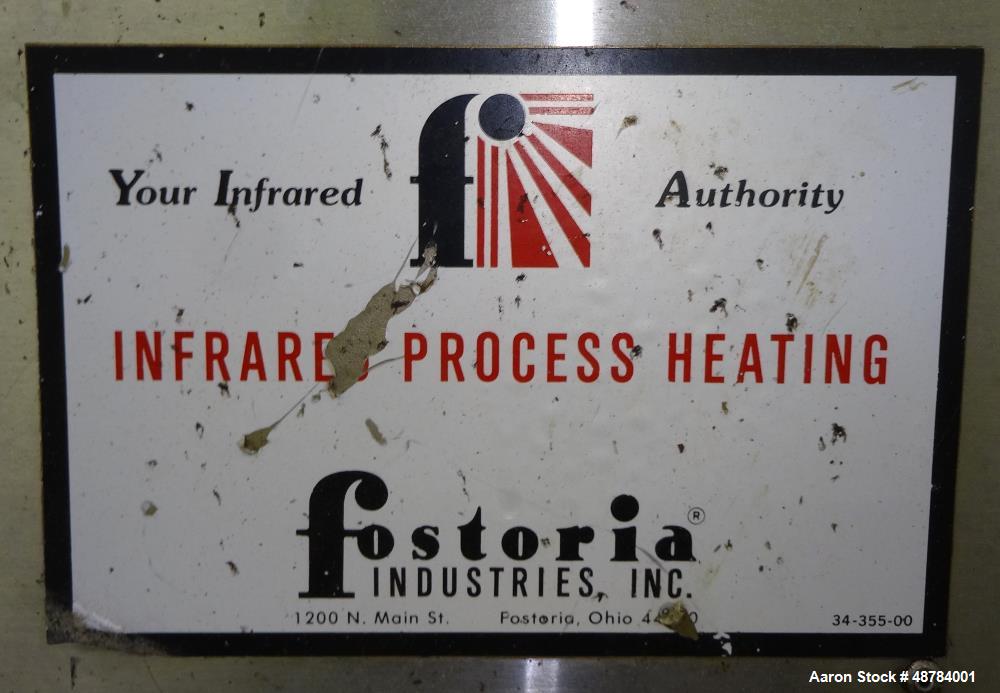 Your Infrared Authority
INFRARED PROCESS HEATING
fostoria®
INDUSTRIES, INC.
1200 N. Main St. Fostoria, Ohio
34-355-00
Aaron Stock # 48784001